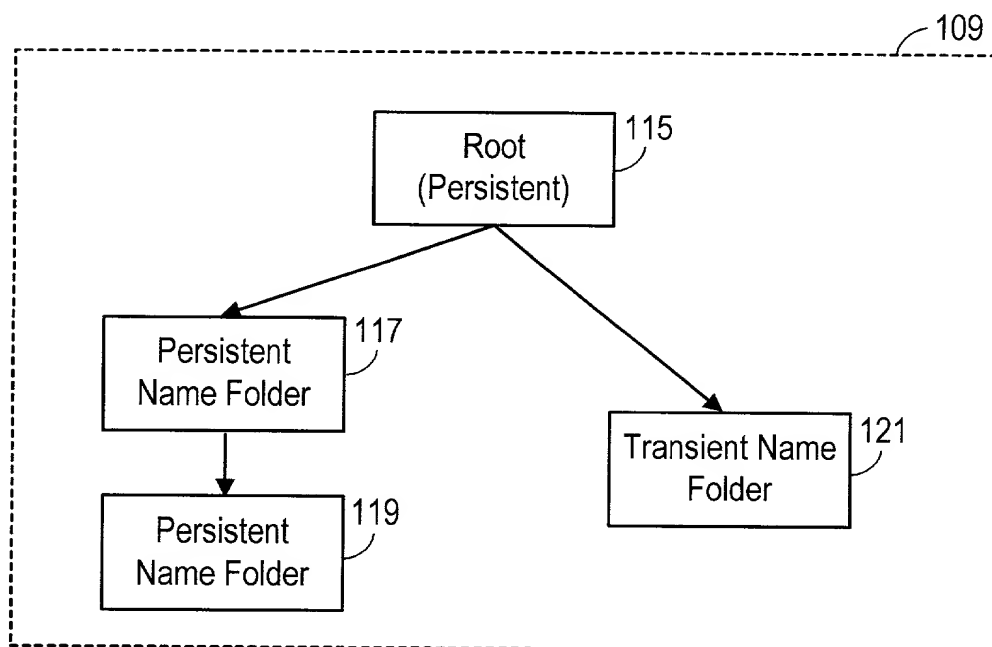 109
Root
(Persistent)
115
Persistent
Name Folder
117
Transient Name
Folder
121
Persistent
Name Folder
119